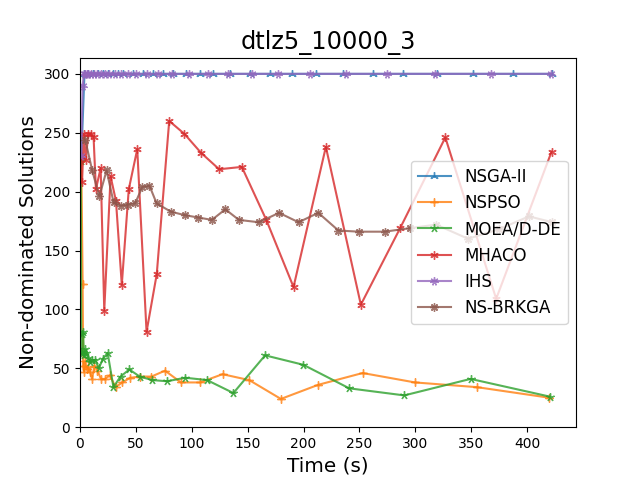 dtlz5_10000_3
Non-dominated Solutions
300
250
200
150
100
50
0
0 50 100 150 200 250 300 350 400
Time (s)
NSGA-II
NSPSO
MOEA/D-DE
MHACO
IHS
NS-BRKGA